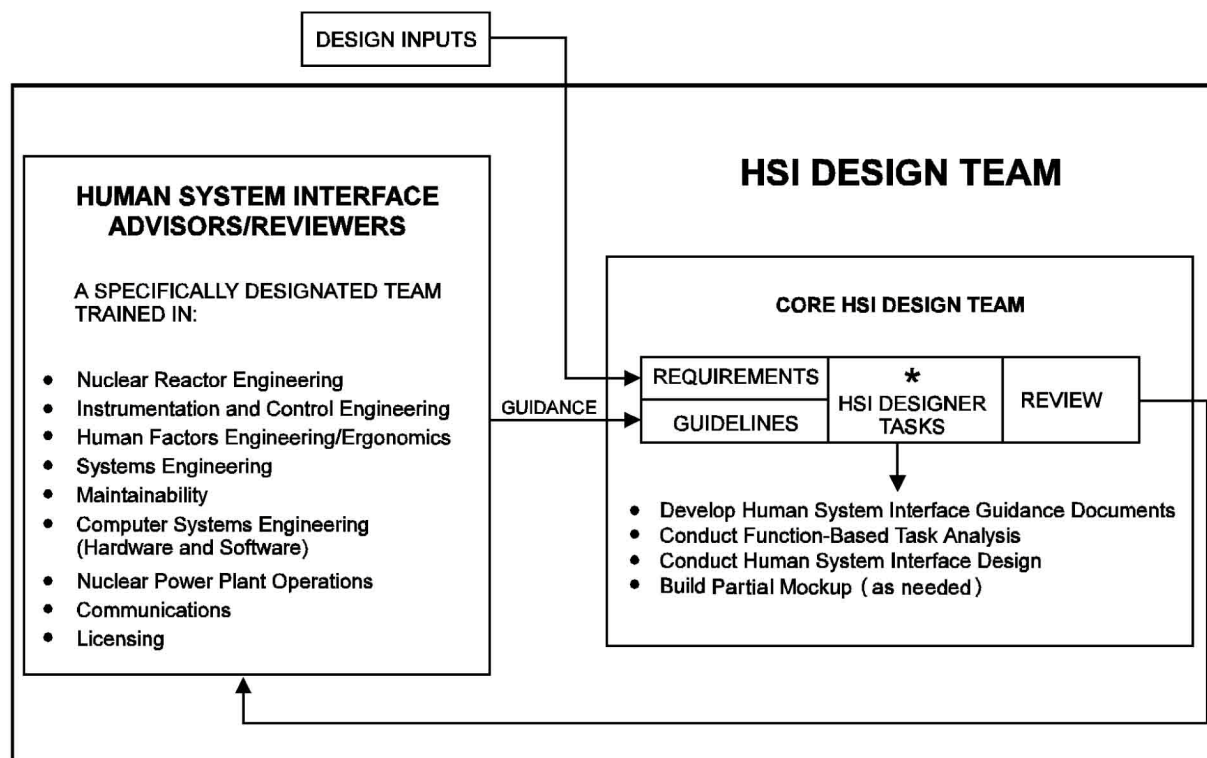 DESIGN INPUTS
HSI DESIGN TEAM
HUMAN SYSTEM INTERFACE
ADVISORS/REVIEWERS
A SPECIFICALLY DESIGNATED TEAM
TRAINED IN:
• Nuclear Reactor Engineering
• Instrumentation and Control Engineering
• Human Factors Engineering/Ergonomics
• Systems Engineering
• Maintainability
• Computer Systems Engineering
(Hardware and Software)
• Nuclear Power Plant Operations
• Communications
• Licensing
GUIDANCE
CORE HSI DESIGN TEAM
REQUIREMENTS
GUIDELINES
*
HSI DESIGNER
TASKS
REVIEW
• Develop Human System Interface Guidance Documents
• Conduct Function-Based Task Analysis
• Conduct Human System Interface Design
• Build Partial Mockup (as needed)